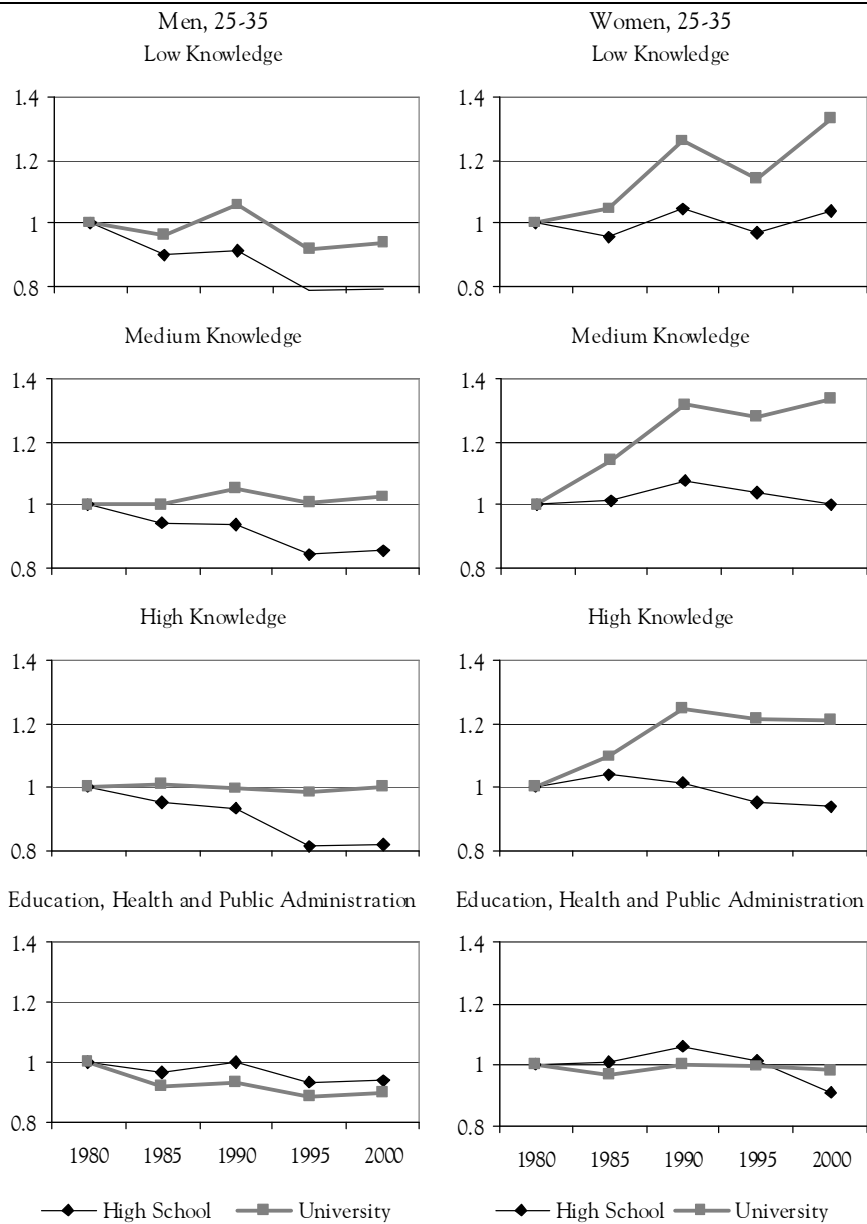 Men, 25-35
Low Knowledge
1.4
1.2
1
0.8
Medium Knowledge
1.4
1.2
1
0.8
High Knowledge
1.4
1.2
1
0.8
Education, Health and Public Administration
1.4
1.2
1
0.8
1980 1985 1990 1995 2000
High School University
Women, 25-35
Low Knowledge
1.4
1.2
1
0.8
Medium Knowledge
1.4
1.2
1
0.8
High Knowledge
1.4
1.2
1
0.8
Education, Health and Public Administration
1.4
1.2
1
0.8
1980 1985 1990 1995 2000
High School University